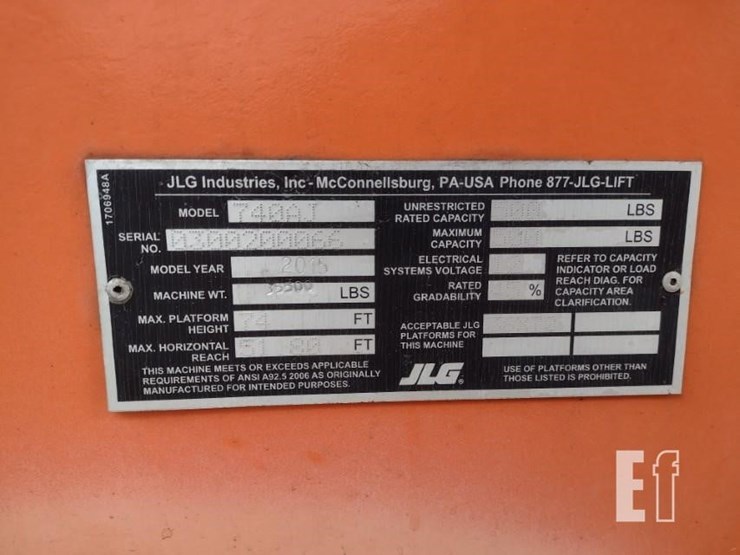 1706948A
JLG Industries, Inc - McConnellsburg, PA-USA Phone 877-JLG-LIFT
MODEL 740AJ
SERIAL NO. 0300200066
MODEL YEAR
MACHINE WT. LBS
MAX. PLATFORM HEIGHT 74 FT
MAX. HORIZONTAL REACH 51 FT
THIS MACHINE MEETS OR EXCEEDS APPLICABLE
REQUIREMENTS OF ANSI A92.5 2006 AS ORIGINALLY
MANUFACTURED FOR INTENDED PURPOSES.
UNRESTRICTED RATED CAPACITY LBS
MAXIMUM CAPACITY LBS
ELECTRICAL SYSTEMS VOLTAGE
RATED GRADABILITY %
REFER TO CAPACITY
INDICATOR OR LOAD
REACH DIAG. FOR
CAPACITY AREA
CLARIFICATION.
ACCEPTABLE JLG
PLATFORMS FOR
THIS MACHINE
JLG®
USE OF PLATFORMS OTHER THAN
THOSE LISTED IS PROHIBITED.
Ef